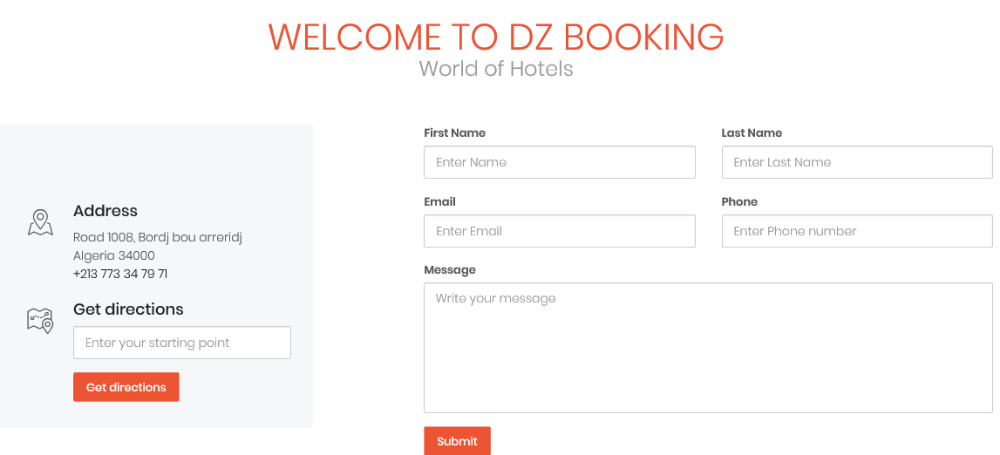 WELCOME TO DZ BOOKING
World of Hotels
Address
Road 1008, Bordj bou arreridj
Algeria 34000
+213 773 34 79 71
Get directions
Enter your starting point
Get directions
First Name
Last Name
Enter Name
Enter Last Name
Email
Phone
Enter Email
Enter Phone number
Message
Write your message
Submit